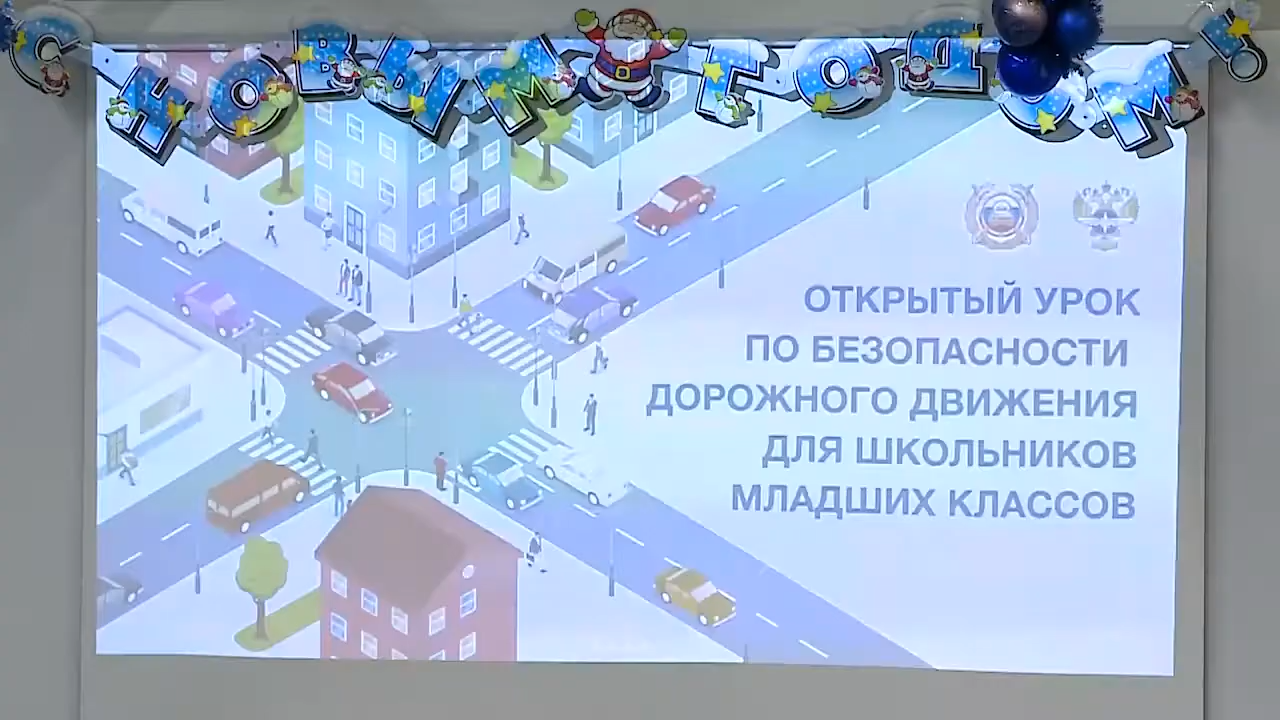 С НОВЫМ ГОДОМ
ОТКРЫТЫЙ УРОК
ПО БЕЗОПАСНОСТИ
ДОРОЖНОГО ДВИЖЕНИЯ
ДЛЯ ШКОЛЬНИКОВ
МЛАДШИХ КЛАССОВ